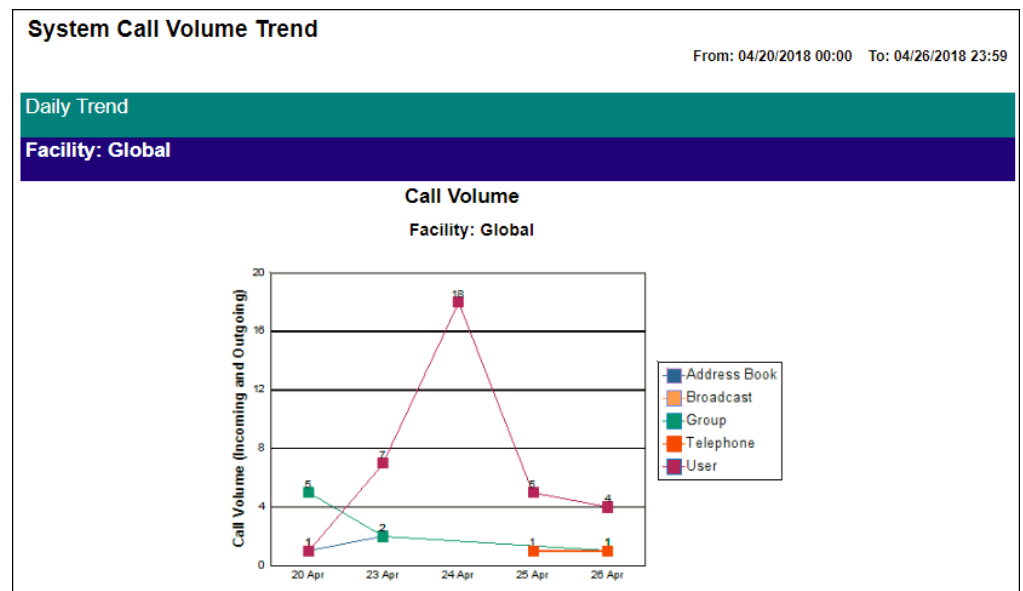 System Call Volume Trend
From: 04/20/2018 00:00 To: 04/26/2018 23:59
Daily Trend
Facility: Global
Call Volume
Facility: Global
Call Volume (Incoming and Outgoing)
20
16
12
8
4
0
18
7
5
5
4
2
1
1
1
20 Apr
23 Apr
24 Apr
25 Apr
26 Apr
Address Book
Broadcast
Group
Telephone
User